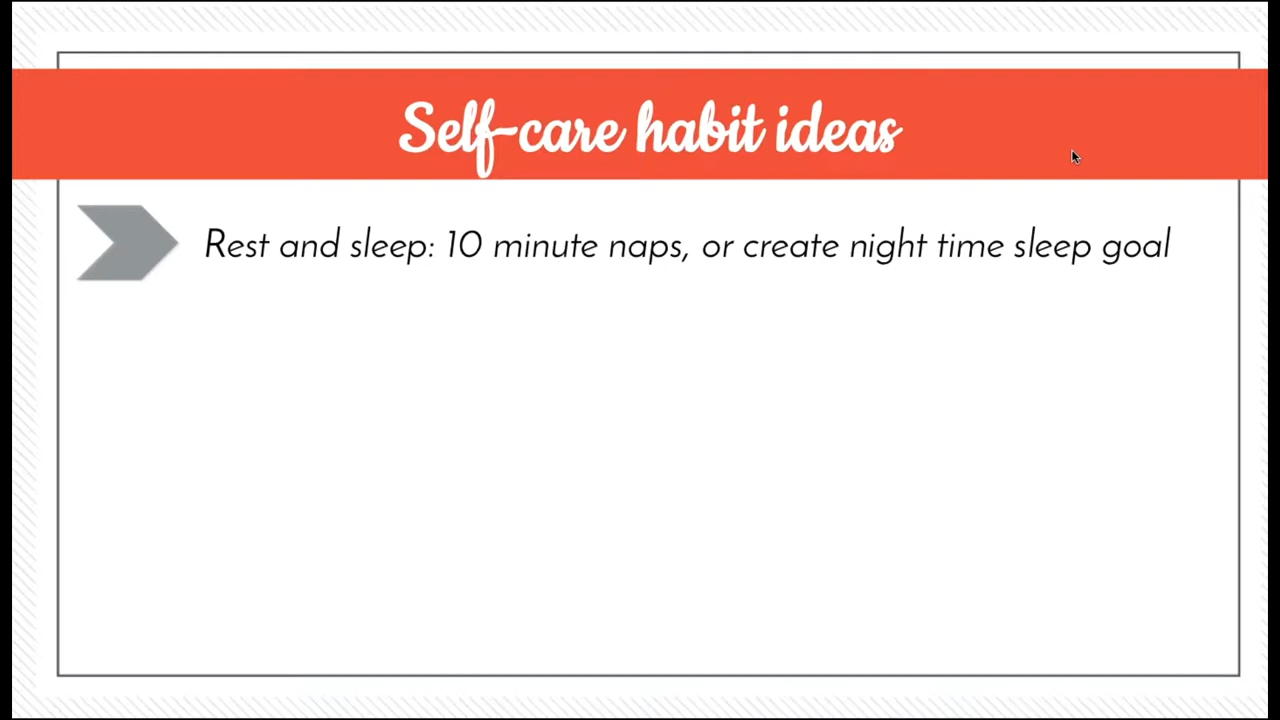 Self-care habit ideas
Rest and sleep: 10 minute naps, or create night time sleep goal